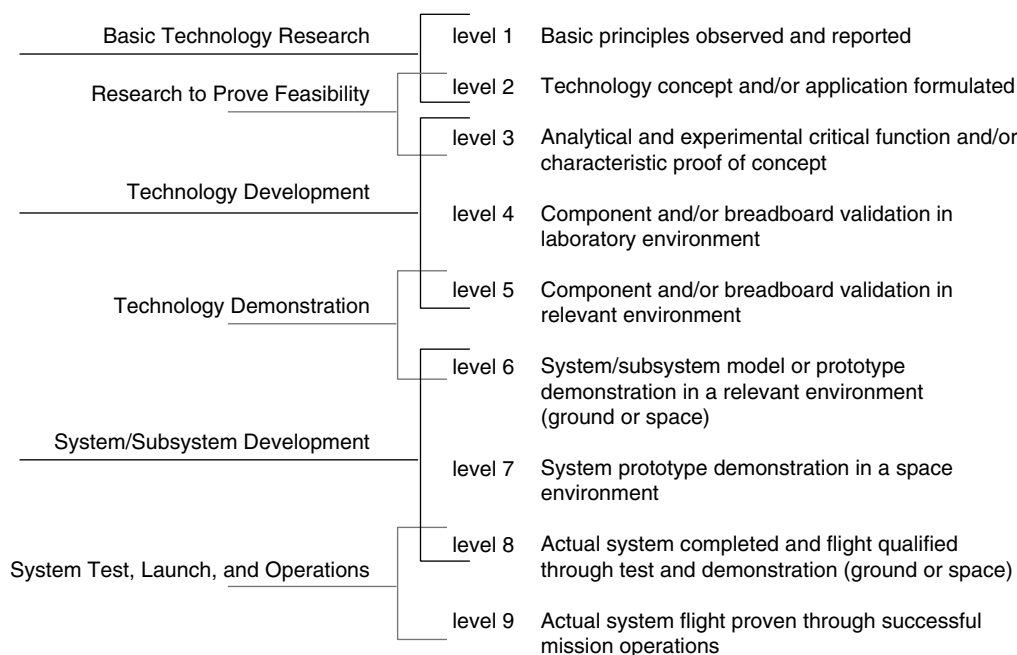 Basic Technology Research
level 1 Basic principles observed and reported
Research to Prove Feasibility
level 2 Technology concept and/or application formulated
level 3 Analytical and experimental critical function and/or
characteristic proof of concept
Technology Development
level 4 Component and/or breadboard validation in
laboratory environment
Technology Demonstration
level 5 Component and/or breadboard validation in
relevant environment
level 6 System/subsystem model or prototype
demonstration in a relevant environment
(ground or space)
System/Subsystem Development
level 7 System prototype demonstration in a space
environment
System Test, Launch, and Operations
level 8 Actual system completed and flight qualified
through test and demonstration (ground or space)
level 9 Actual system flight proven through successful
mission operations